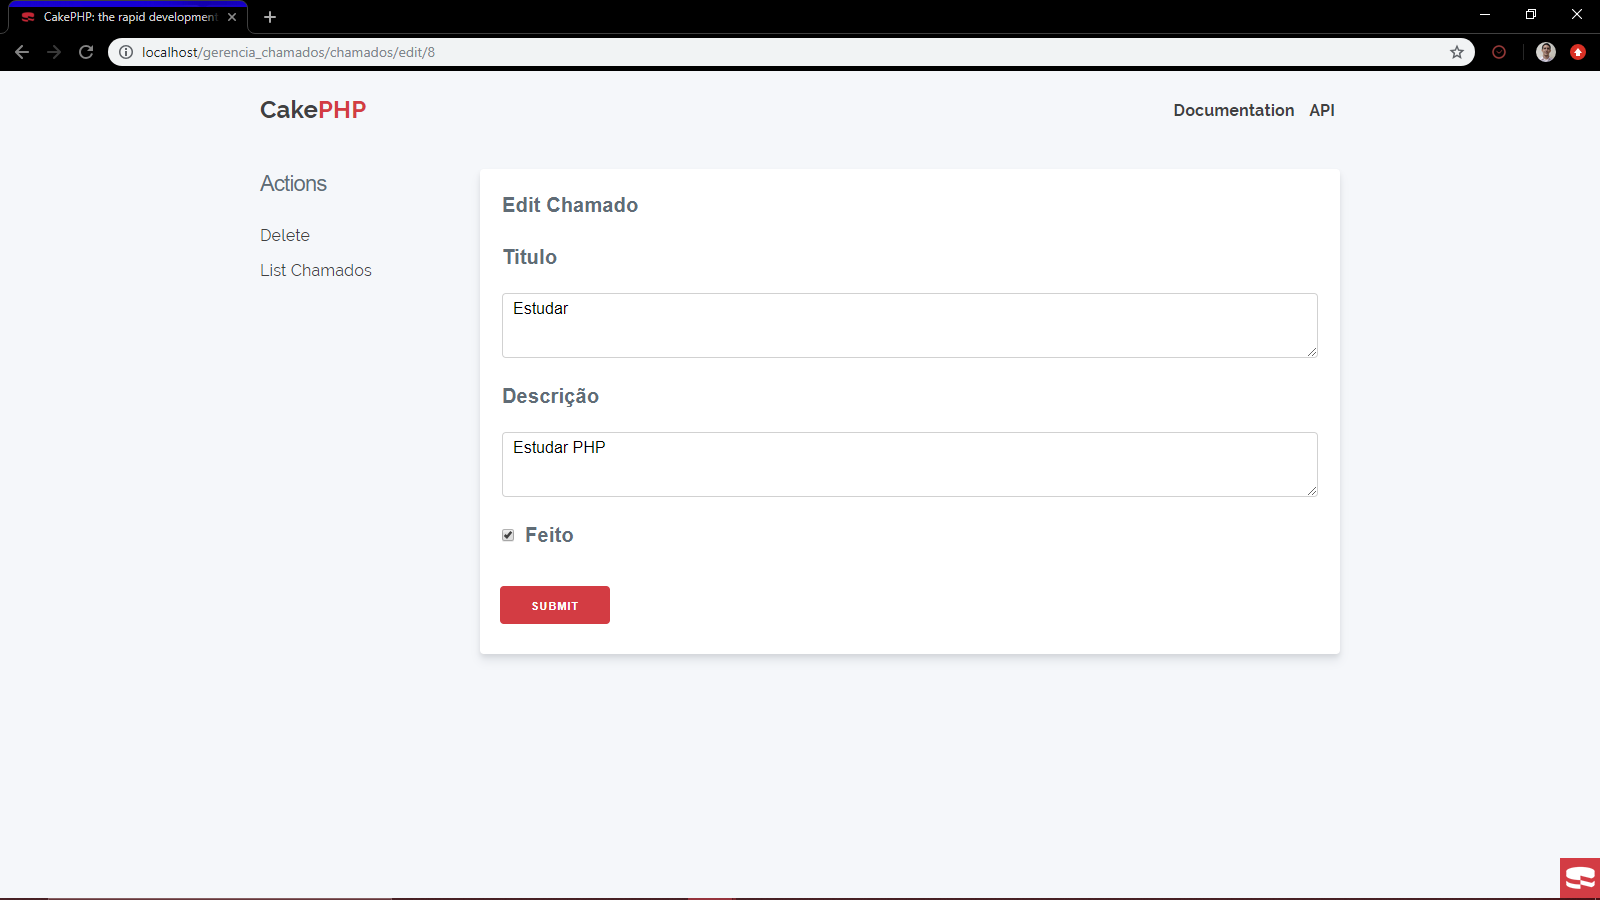 CakePHP: the rapid development
localhost/gerencia_chamados/chamados/edit/8
CakePHP
Documentation API
Actions
Delete
List Chamados
Edit Chamado
Titulo
Estudar
Descrição
Estudar PHP
Feito
SUBMIT